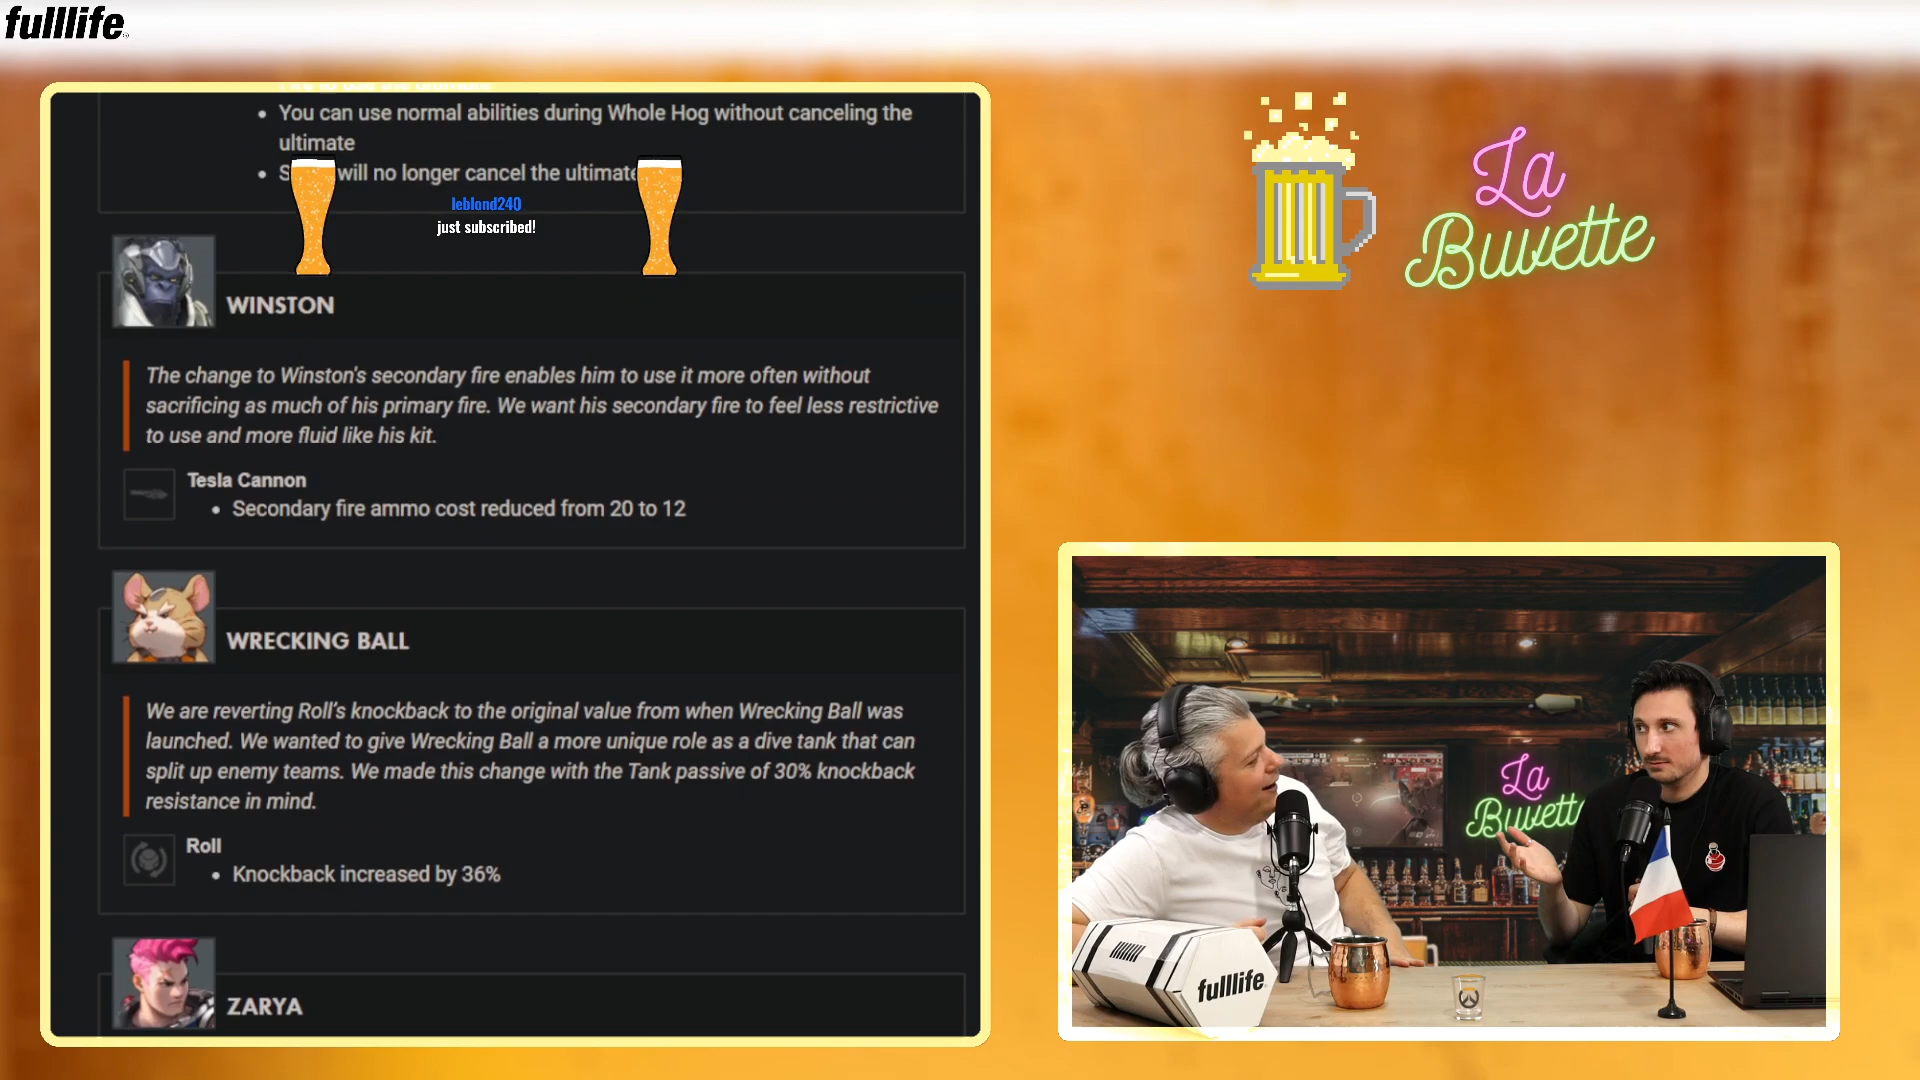 fulllife
You can use normal abilities during Whole Hog without canceling the
ultimate
will no longer cancel the ultimate
leblond240
just subscribed!
WINSTON
The change to Winston's secondary fire enables him to use it more often without
sacrificing as much of his primary fire. We want his secondary fire to feel less restrictive
to use and more fluid like his kit.
Tesla Cannon
Secondary fire ammo cost reduced from 20 to 12
WRECKING BALL
We are reverting Roll's knockback to the original value from when Wrecking Ball was
launched. We wanted to give Wrecking Ball a more unique role as a dive tank that can
split up enemy teams. We made this change with the Tank passive of 30% knockback
resistance in mind.
Roll
Knockback increased by 36%
ZARYA
La
Buvette
La
Buvett
fulllife